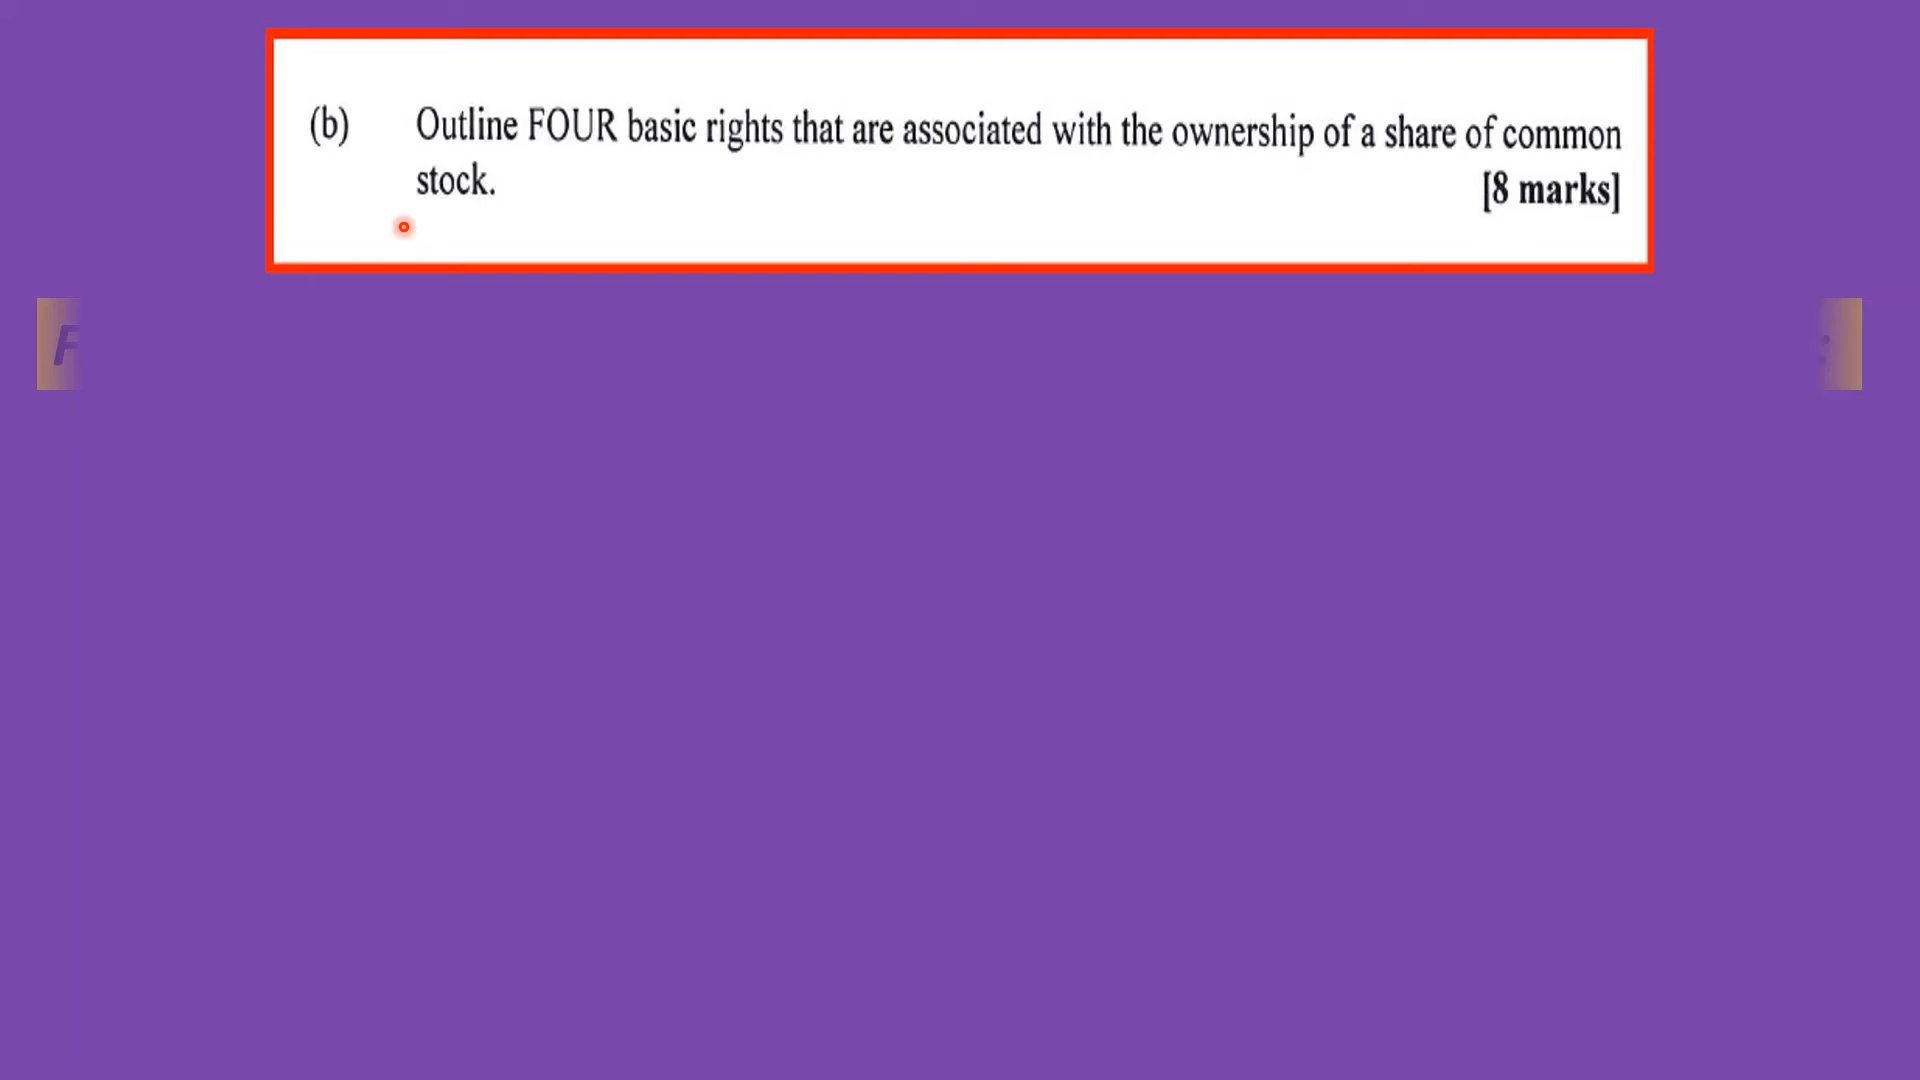 (b) Outline FOUR basic rights that are associated with the ownership of a share of common
stock. [8 marks]